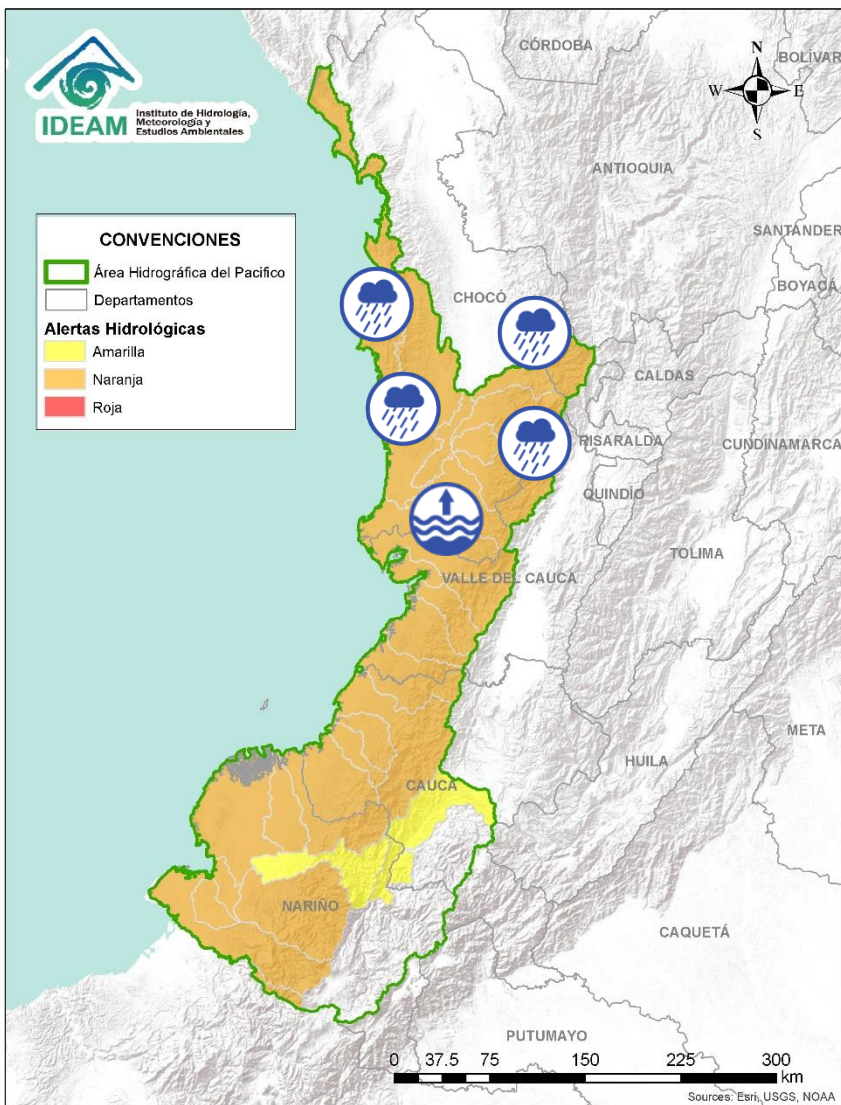 IDEAM
Instituto de Hidrología,
Meteorología y
Estudios Ambientales
CÓRDOBA
BOLÍVAR
N
W
E
S
ANTIOQUIA
SANTANDER
BOYACÁ
CONVENCIONES
Área Hidrográfica del Pacifico
Departamentos
Alertas Hidrológicas
Amarilla
Naranja
Roja
CHOCÓ
CALDAS
RISARALDA
CUNDINAMARCA
QUINDÍO
TOLIMA
VALLE DEL CAUCA
META
HUILA
CAUCA
NARIÑO
CAQUETÁ
PUTUMAYO
0 37.5 75 150 225 300
km
Sources: Esri, USGS, NOAA